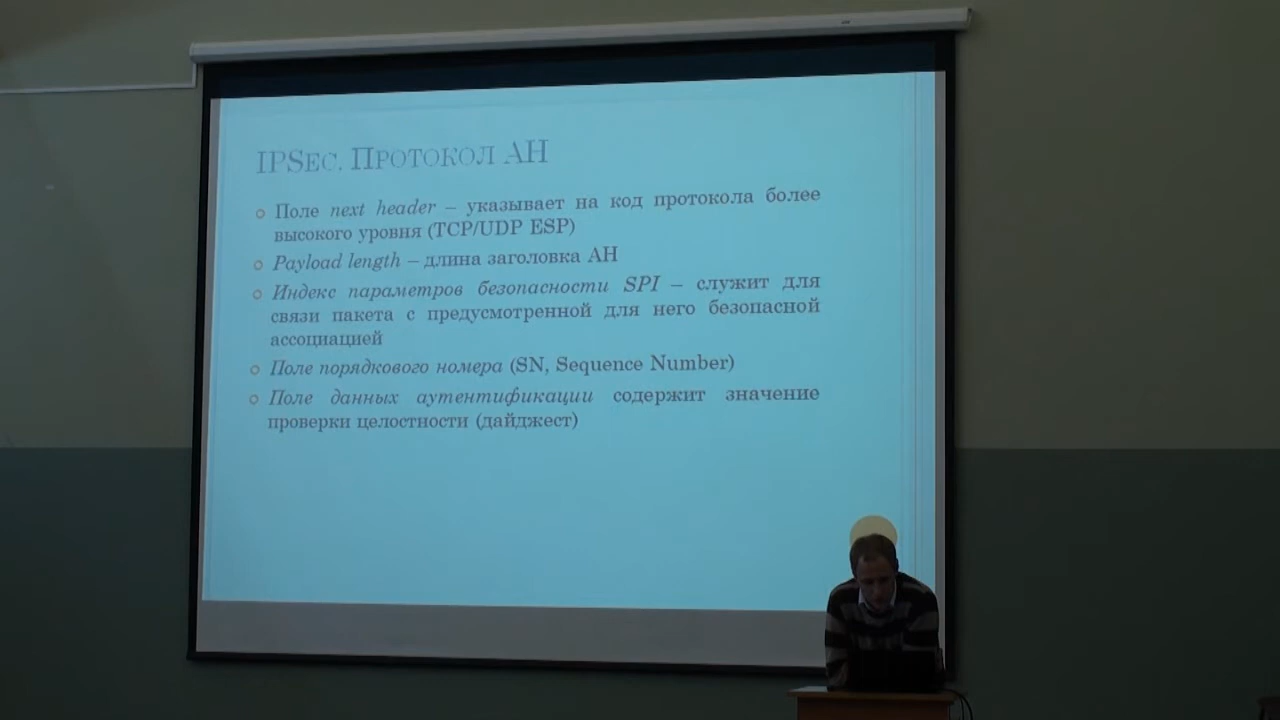 IPSEC. ПРОТОКОЛ AH
Поле next header – указывает на код протокола более
высокого уровня (TCP/UDP ESP)
Payload length – длина заголовка AH
Индекс параметров безопасности SPI – служит для
связи пакета с предусмотренной для него безопасной
ассоциацией
Поле порядкового номера (SN, Sequence Number)
Поле данных аутентификации содержит значение
проверки целостности (дайджест)